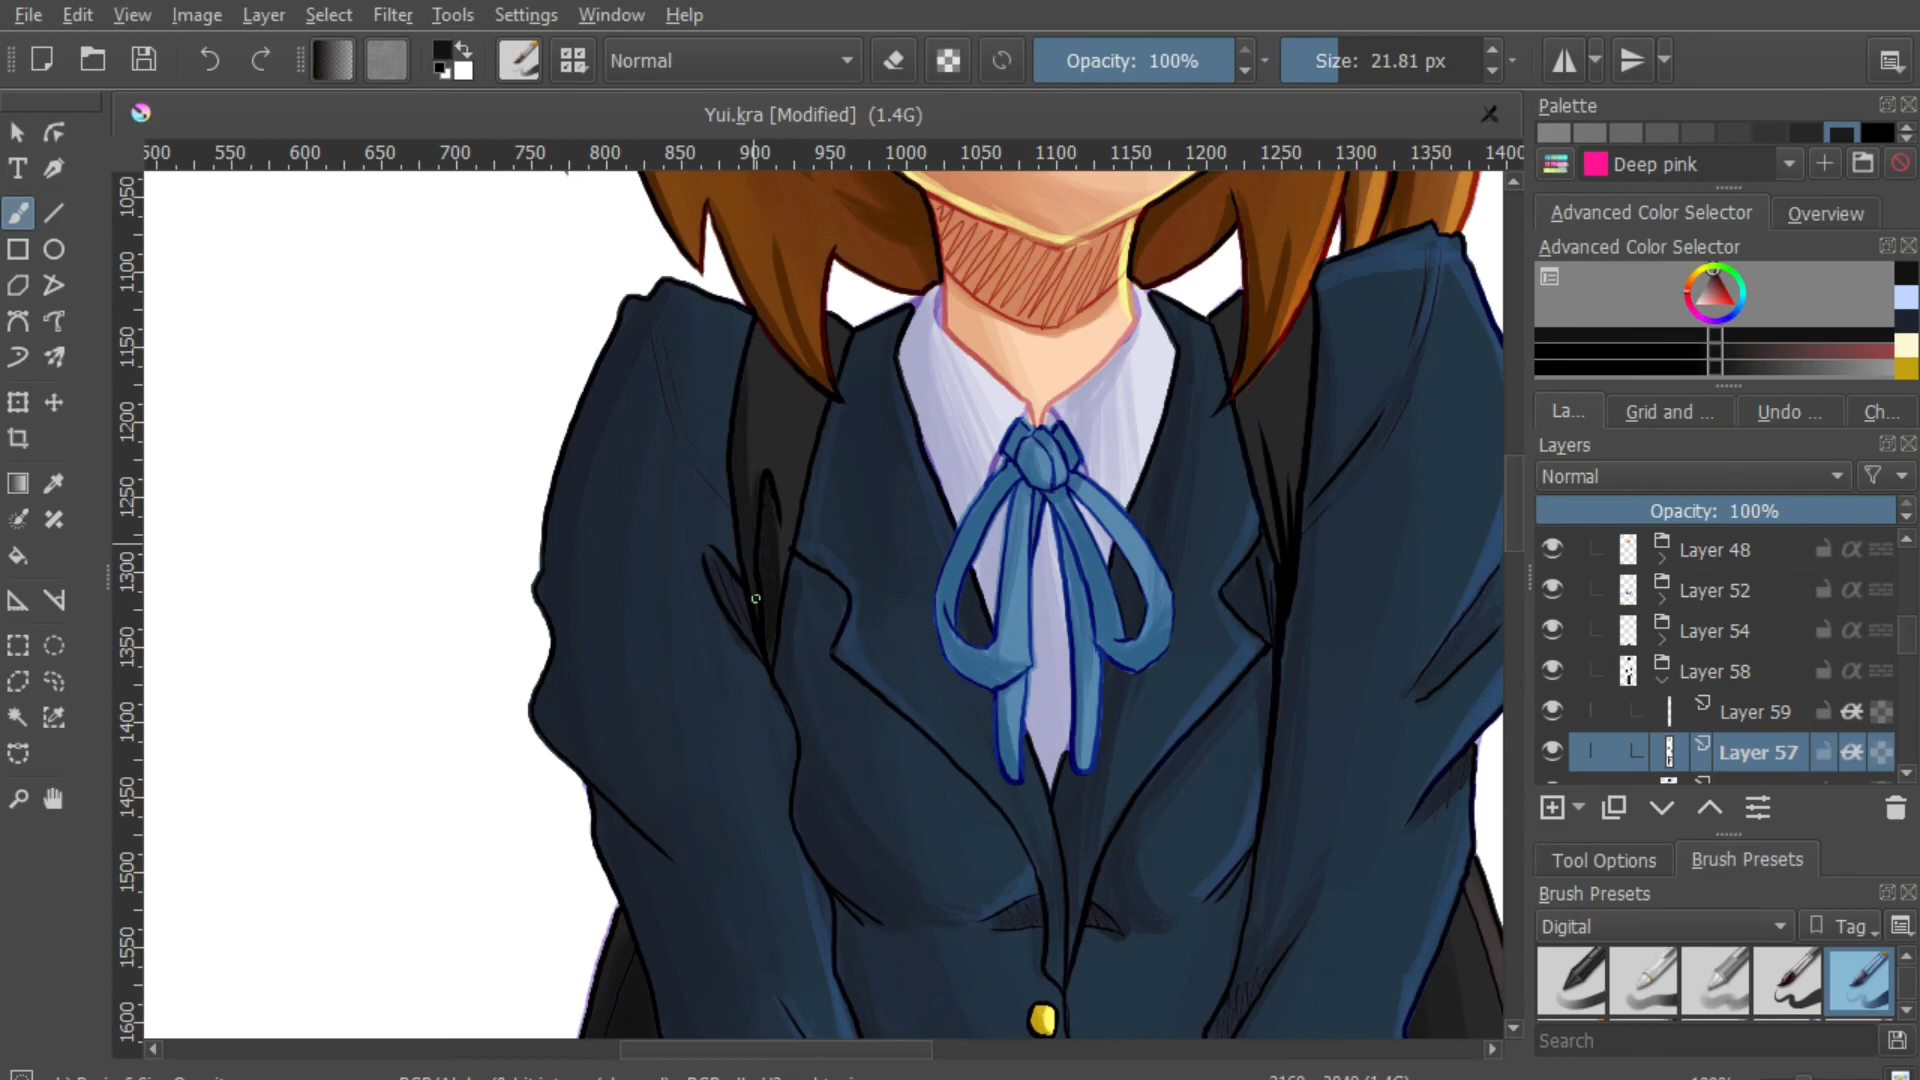 File Edit View Image Layer Select Filter Tools Settings Window Help
Normal Opacity: 100% Size: 21.81 px
Yui.kra [Modified] (1.4G)
500 550 600 650 700 750 800 850 900 950 1000 1050 1100 1150 1200 1250 1300 1350 1400
1050
1100
1150
1200
1250
1300
1350
1400
1450
1500
1550
1600
Palette
Deep pink
Advanced Color Selector Overview
Advanced Color Selector
La... Grid and ... Undo ... Ch...
Layers
Normal
Opacity: 100%
Layer 48
Layer 52
Layer 54
Layer 58
Layer 59
Layer 57
Tool Options Brush Presets
Brush Presets
Digital Tag
Search